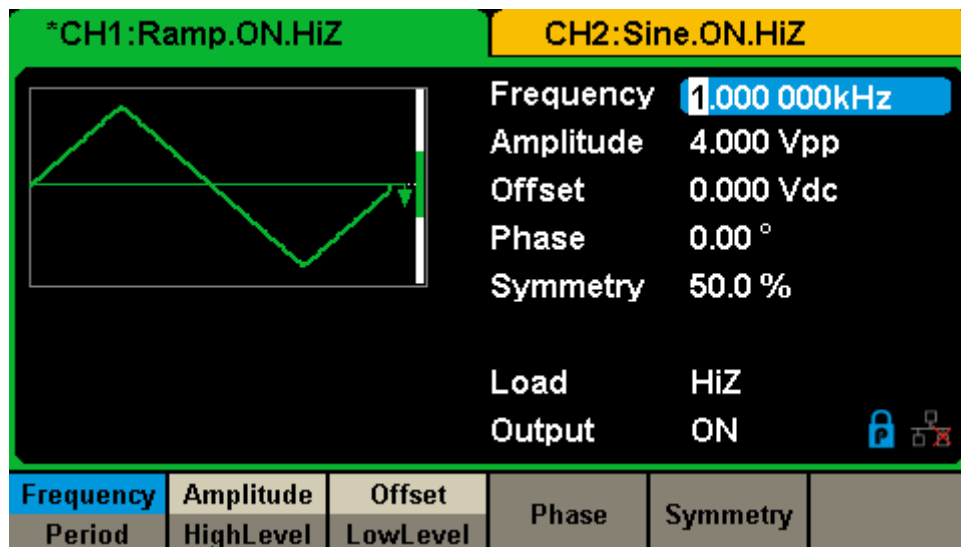 *CH1:Ramp.ON.HiZ
CH2:Sine.ON.HiZ
Frequency 1.000 000kHz
Amplitude 4.000 Vpp
Offset 0.000 Vdc
Phase 0.00 °
Symmetry 50.0 %
Load HiZ
Output ON
P
Frequency Amplitude Offset Phase Symmetry
Period HighLevel LowLevel